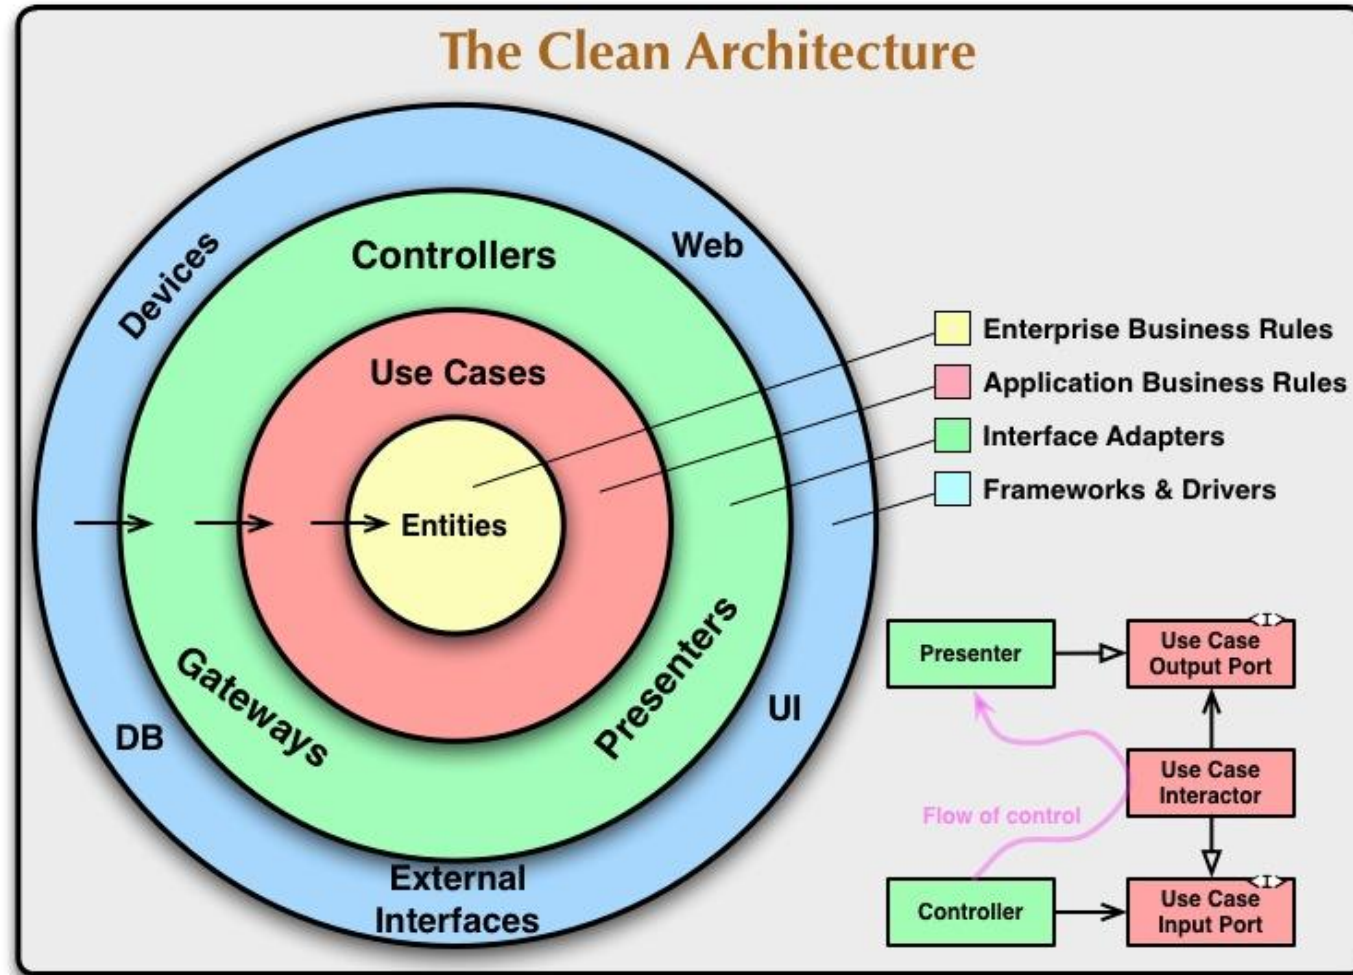 The Clean Architecture
Devices
Controllers
Web
Use Cases
Entities
Gateways
Presenters
DB
UI
External
Interfaces
Enterprise Business Rules
Application Business Rules
Interface Adapters
Frameworks & Drivers
Presenter
<I>
Use Case
Output Port
Use Case
Interactor
Flow of control
Controller
<I>
Use Case
Input Port